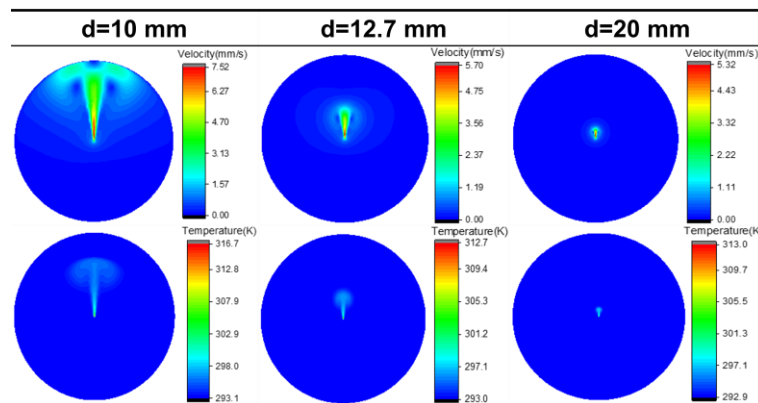 d=10 mm d=12.7 mm d=20 mm
Velocity(mm/s) Velocity(mm/s) Velocity(mm/s)
7.52 5.70 5.32
6.27 4.75 4.43
4.70 3.56 3.32
3.13 2.37 2.22
1.57 1.19 1.11
0.00 0.00 0.00
Temperature(K) Temperature(K) Temperature(K)
316.7 312.7 313.0
312.8 309.4 309.7
307.9 305.3 305.5
302.9 301.2 301.3
298.0 297.1 297.1
293.1 293.0 292.9